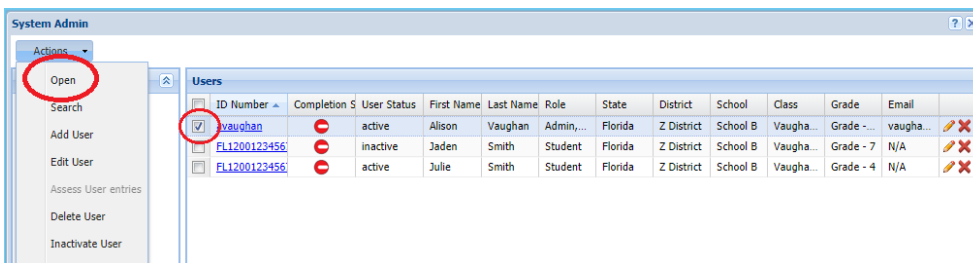 System Admin
Actions
Open
Search
Add User
Edit User
Assess User entries
Delete User
Inactivate User
Users
ID Number Completion S User Status First Name Last Name Role State District School Class Grade Email
avaughan active Alison Vaughan Admin,... Florida Z District School B Vaugha... Grade -... vaugha...
FL1200123456 inactive Jaden Smith Student Florida Z District School B Vaugha... Grade - 7 N/A
FL1200123456 active Julie Smith Student Florida Z District School B Vaugha... Grade - 4 N/A